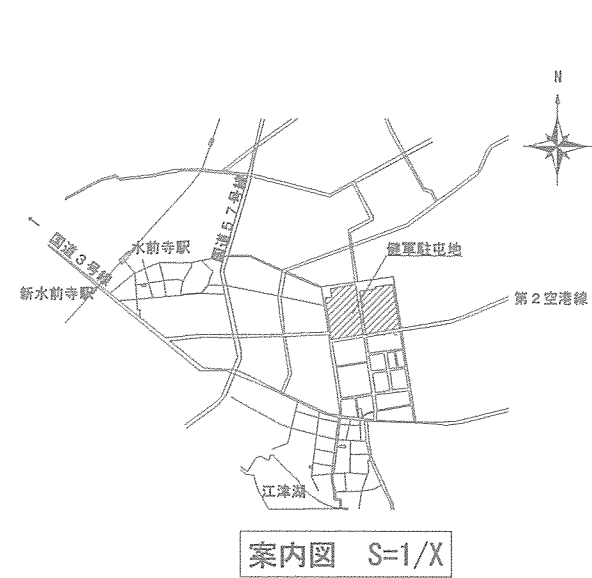 N
国道57号線
国道3号線
水前寺駅
健軍駐屯地
新水前寺駅
第2空港線
江津湖
案内図 S=1/X